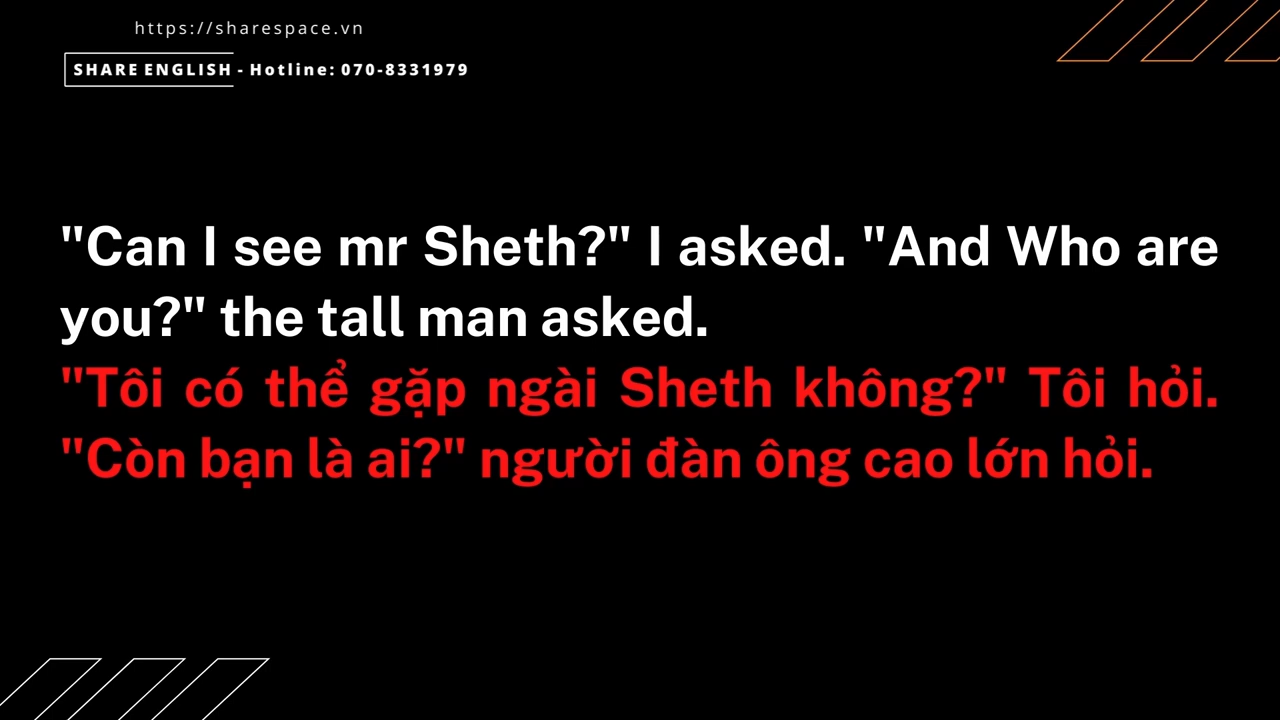 https://sharespace.vn
SHARE ENGLISH - Hotline: 070-8331979
"Can I see mr Sheth?" I asked. "And Who are
you?" the tall man asked.
"Tôi có thể gặp ngài Sheth không?" Tôi hỏi.
"Còn bạn là ai?" người đàn ông cao lớn hỏi.